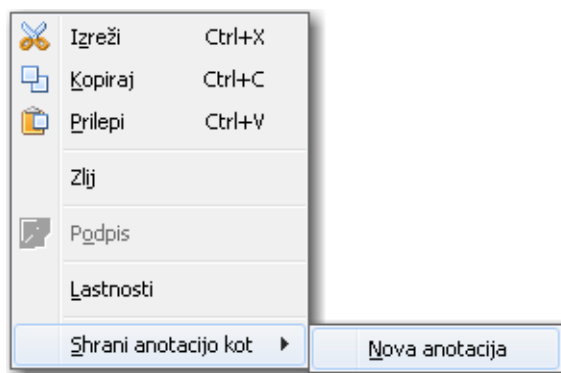 Izreži Ctrl+X
Kopiraj Ctrl+C
Prilepi Ctrl+V
Zlij
Podpis
Lastnosti
Shrani anotacijo kot Nova anotacija